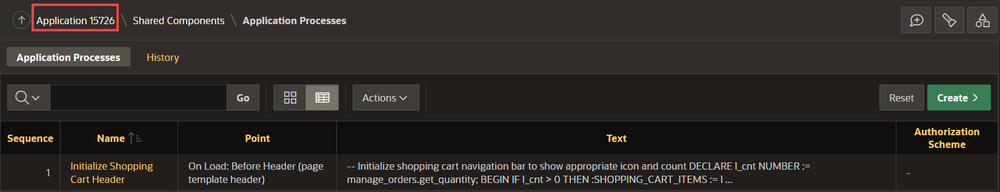 Application 15726 \ Shared Components \ Application Processes
Application Processes History
Go Actions Reset Create
Sequence Name Point Text Authorization
Scheme
1 Initialize Shopping
Cart Header
On Load: Before Header (page
template header)
-- Initialize shopping cart navigation bar to show appropriate icon and count DECLARE l_cnt NUMBER :=
manage_orders.get_quantity; BEGIN IF l_cnt > 0 THEN :SHOPPING_CART_ITEMS := l ...
-